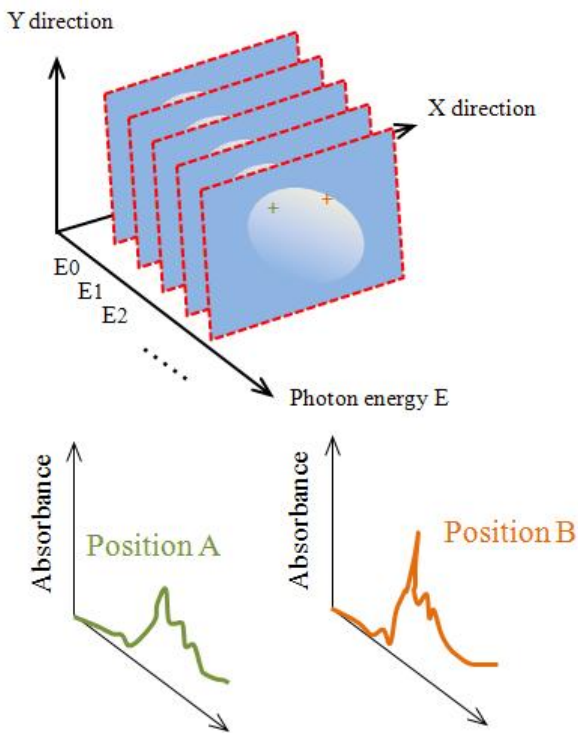 Y direction
X direction
E0
E1
E2
.....
Photon energy E
Absorbance
Position A
Absorbance
Position B